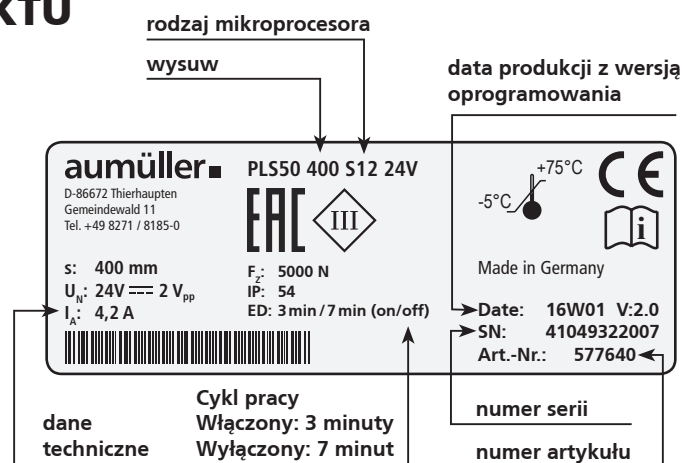 KTU
rodzaj mikroprocesora
wysuw
data produkcji z wersją
oprogramowania
aumüller
D-86672 Thierhaupten
Gemeindewald 11
Tel. +49 8271 / 8185-0
PLS50 400 S12 24V
EAC
III
-5°C
+75°C
CE
i
s: 400 mm
U_N: 24V ⎓ 2 V_pp
I_A: 4,2 A
F_Z: 5000 N
IP: 54
ED: 3 min / 7 min (on/off)
Made in Germany
Date: 16W01 V:2.0
SN: 41049322007
Art.-Nr.: 577640
dane
techniczne
Cykl pracy
Włączony: 3 minuty
Wyłączony: 7 minut
numer serii
numer artykułu